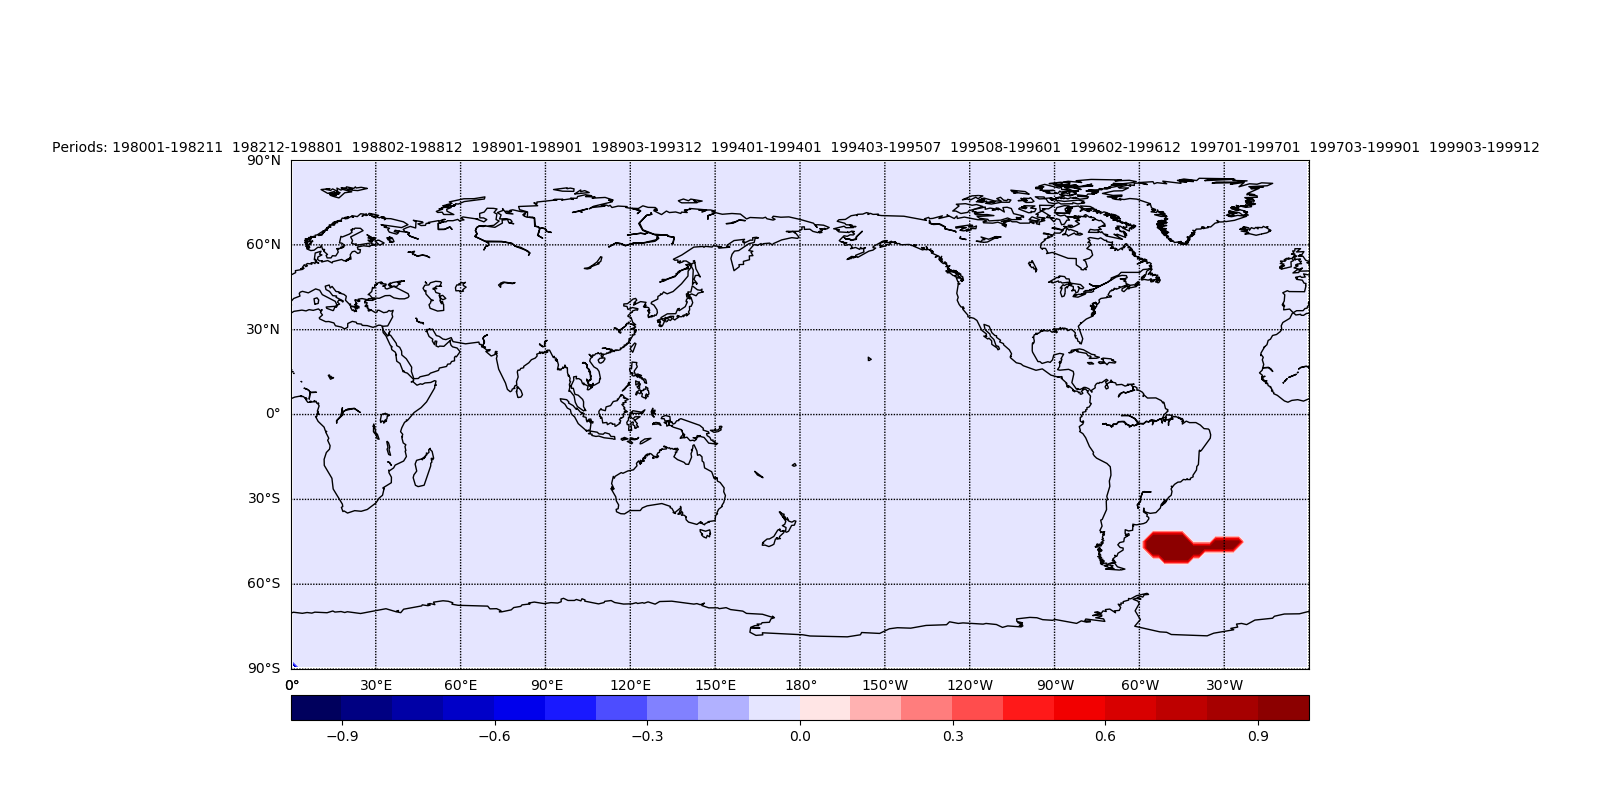 Periods: 198001-198211  198212-198801  198802-198812  198901-198901  198903-199312  199401-199401  199403-199507  199508-199601  199602-199612  199701-199701  199703-199901  199903-199912
90°N
60°N
30°N
0°
30°S
60°S
90°S
0° 30°E 60°E 90°E 120°E 150°E 180° 150°W 120°W 90°W 60°W 30°W
−0.9 −0.6 −0.3 0.0 0.3 0.6 0.9